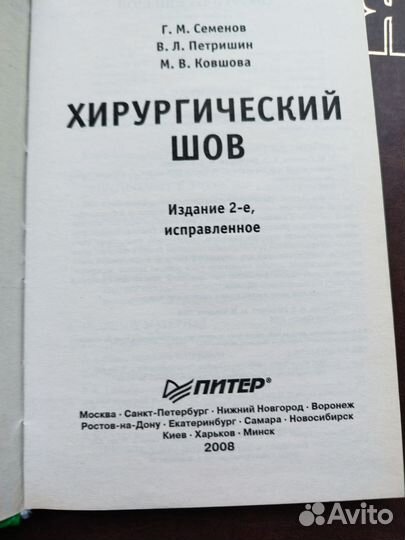 Г. М. Семенов
В. Л. Петришин
М. В. Ковшова
ХИРУРГИЧЕСКИЙ
ШОВ
Издание 2-е,
исправленное
ПИТЕР®
Москва · Санкт-Петербург · Нижний Новгород · Воронеж
Ростов-на-Дону · Екатеринбург · Самара · Новосибирск
Киев · Харьков · Минск
2008
Avito